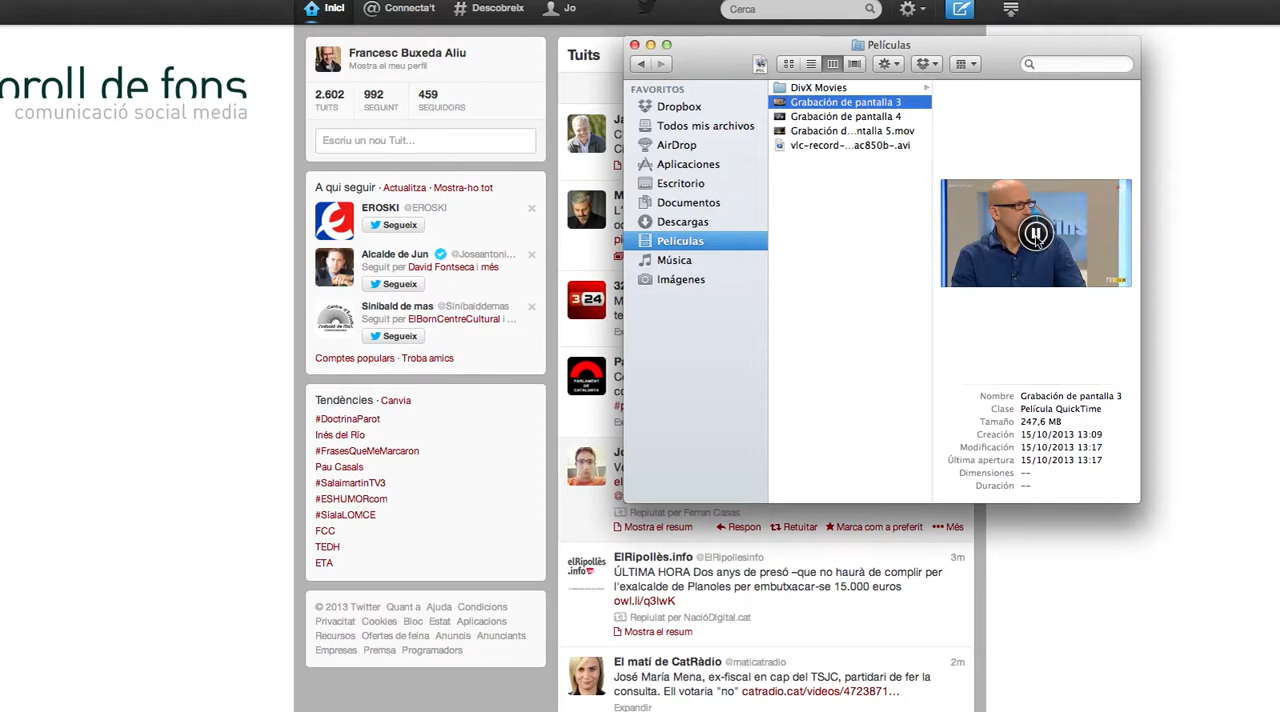 Inici
Connecta't
Descobreix
Jo
Cerca
oroll de fons
comunicació social media
Francesc Buxeda Aliu
Mostra el meu perfil
2.602 992 459
TUITS SEGUINT SEGUIDORS
Escriu un nou Tuit...
A qui seguir · Actualitza · Mostra-ho tot
EROSKI @EROSKI
Segueix
Alcalde de Jun @Joseantoni...
Seguit per David Fontseca i més
Segueix
Sinibald de mas @Sinibalddemas
Seguit per ElBornCentreCultural i ...
Segueix
Comptes populars · Troba amics
Tendències · Canvia
#DoctrinaParot
Inés del Río
#FrasesQueMeMarcaron
Pau Casals
#SalaimartinTV3
#ESHUMORcom
#SíalaLOMCE
FCC
TEDH
ETA
© 2013 Twitter Quant a Ajuda Condicions
Privacitat Cookies Bloc Estat Aplicacions
Recursos Ofertes de feina Anuncis Anunciants
Empreses Premsa Programadors
Tuits
3 24
PARLAMENT DE CATALUNYA
Repiulat per Ferran Casas
Mostra el resum Respon Retuitar Marca com a preferit Més
elRipollès .info
ElRipollès.info @ElRipollesinfo 3m
ÚLTIMA HORA Dos anys de presó –que no haurà de complir per
l'exalcalde de Planoles per embutxacar-se 15.000 euros
owl.li/q3lwK
Repiulat per NacióDigital.cat
Mostra el resum
El matí de CatRàdio @maticatradio 2m
José María Mena, ex-fiscal en cap del TSJC, partidari de fer la
consulta. Ell votaria "no" catradio.cat/videos/4723871...
Expandir
Películas
FAVORITOS
Dropbox
Todos mis archivos
AirDrop
Aplicaciones
Escritorio
Documentos
Descargas
Películas
Música
Imágenes
DivX Movies
Grabación de pantalla 3
Grabación de pantalla 4
Grabación d...ntalla 5.mov
vlc-record-...ac850b-.avi
Nombre Grabación de pantalla 3
Clase Película QuickTime
Tamaño 247,6 MB
Creación 15/10/2013 13:09
Modificación 15/10/2013 13:17
Última apertura 15/10/2013 13:17
Dimensiones --
Duración --